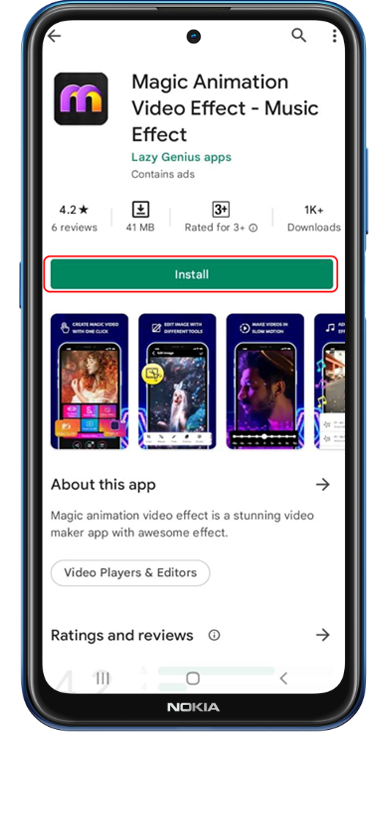 Magic Animation
Video Effect - Music
Effect
Lazy Genius apps
Contains ads
4.2★
6 reviews
41 MB
3+
Rated for 3+
1K+
Downloads
Install
CREATE MAGIC VIDEO
WITH ONE CLICK
EDIT IMAGE WITH
DIFFERENT TOOLS
MAKE VIDEOS IN
SLOW MOTION
AD
About this app
Magic animation video effect is a stunning video
maker app with awesome effect.
Video Players & Editors
Ratings and reviews
4.2
NOKIA